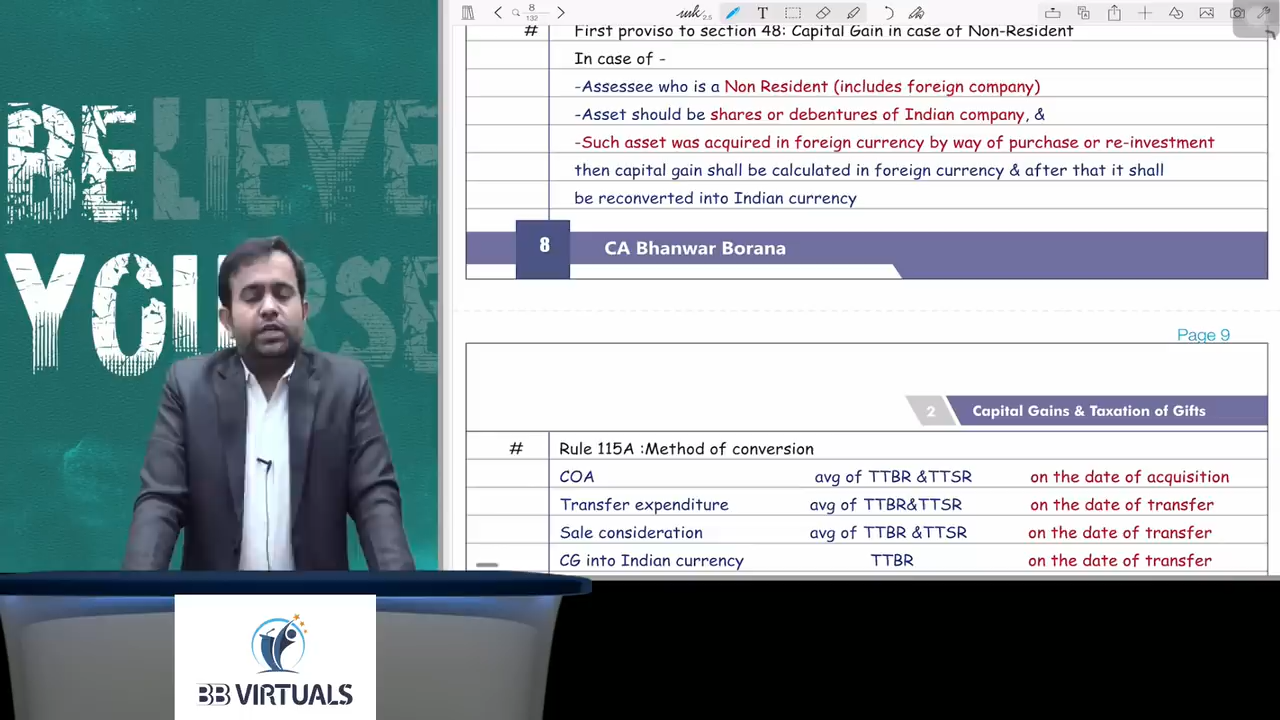 BELIEVE
8
132
2.5
T
# First proviso to section 48: Capital Gain in case of Non-Resident
In case of -
-Assessee who is a Non Resident (includes foreign company)
-Asset should be shares or debentures of Indian company, &
-Such asset was acquired in foreign currency by way of purchase or re-investment
then capital gain shall be calculated in foreign currency & after that it shall
be reconverted into Indian currency
8 CA Bhanwar Borana
Page 9
2 Capital Gains & Taxation of Gifts
# Rule 115A :Method of conversion
COA avg of TTBR &TTSR on the date of acquisition
Transfer expenditure avg of TTBR&TTSR on the date of transfer
Sale consideration avg of TTBR &TTSR on the date of transfer
CG into Indian currency TTBR on the date of transfer
BB VIRTUALS